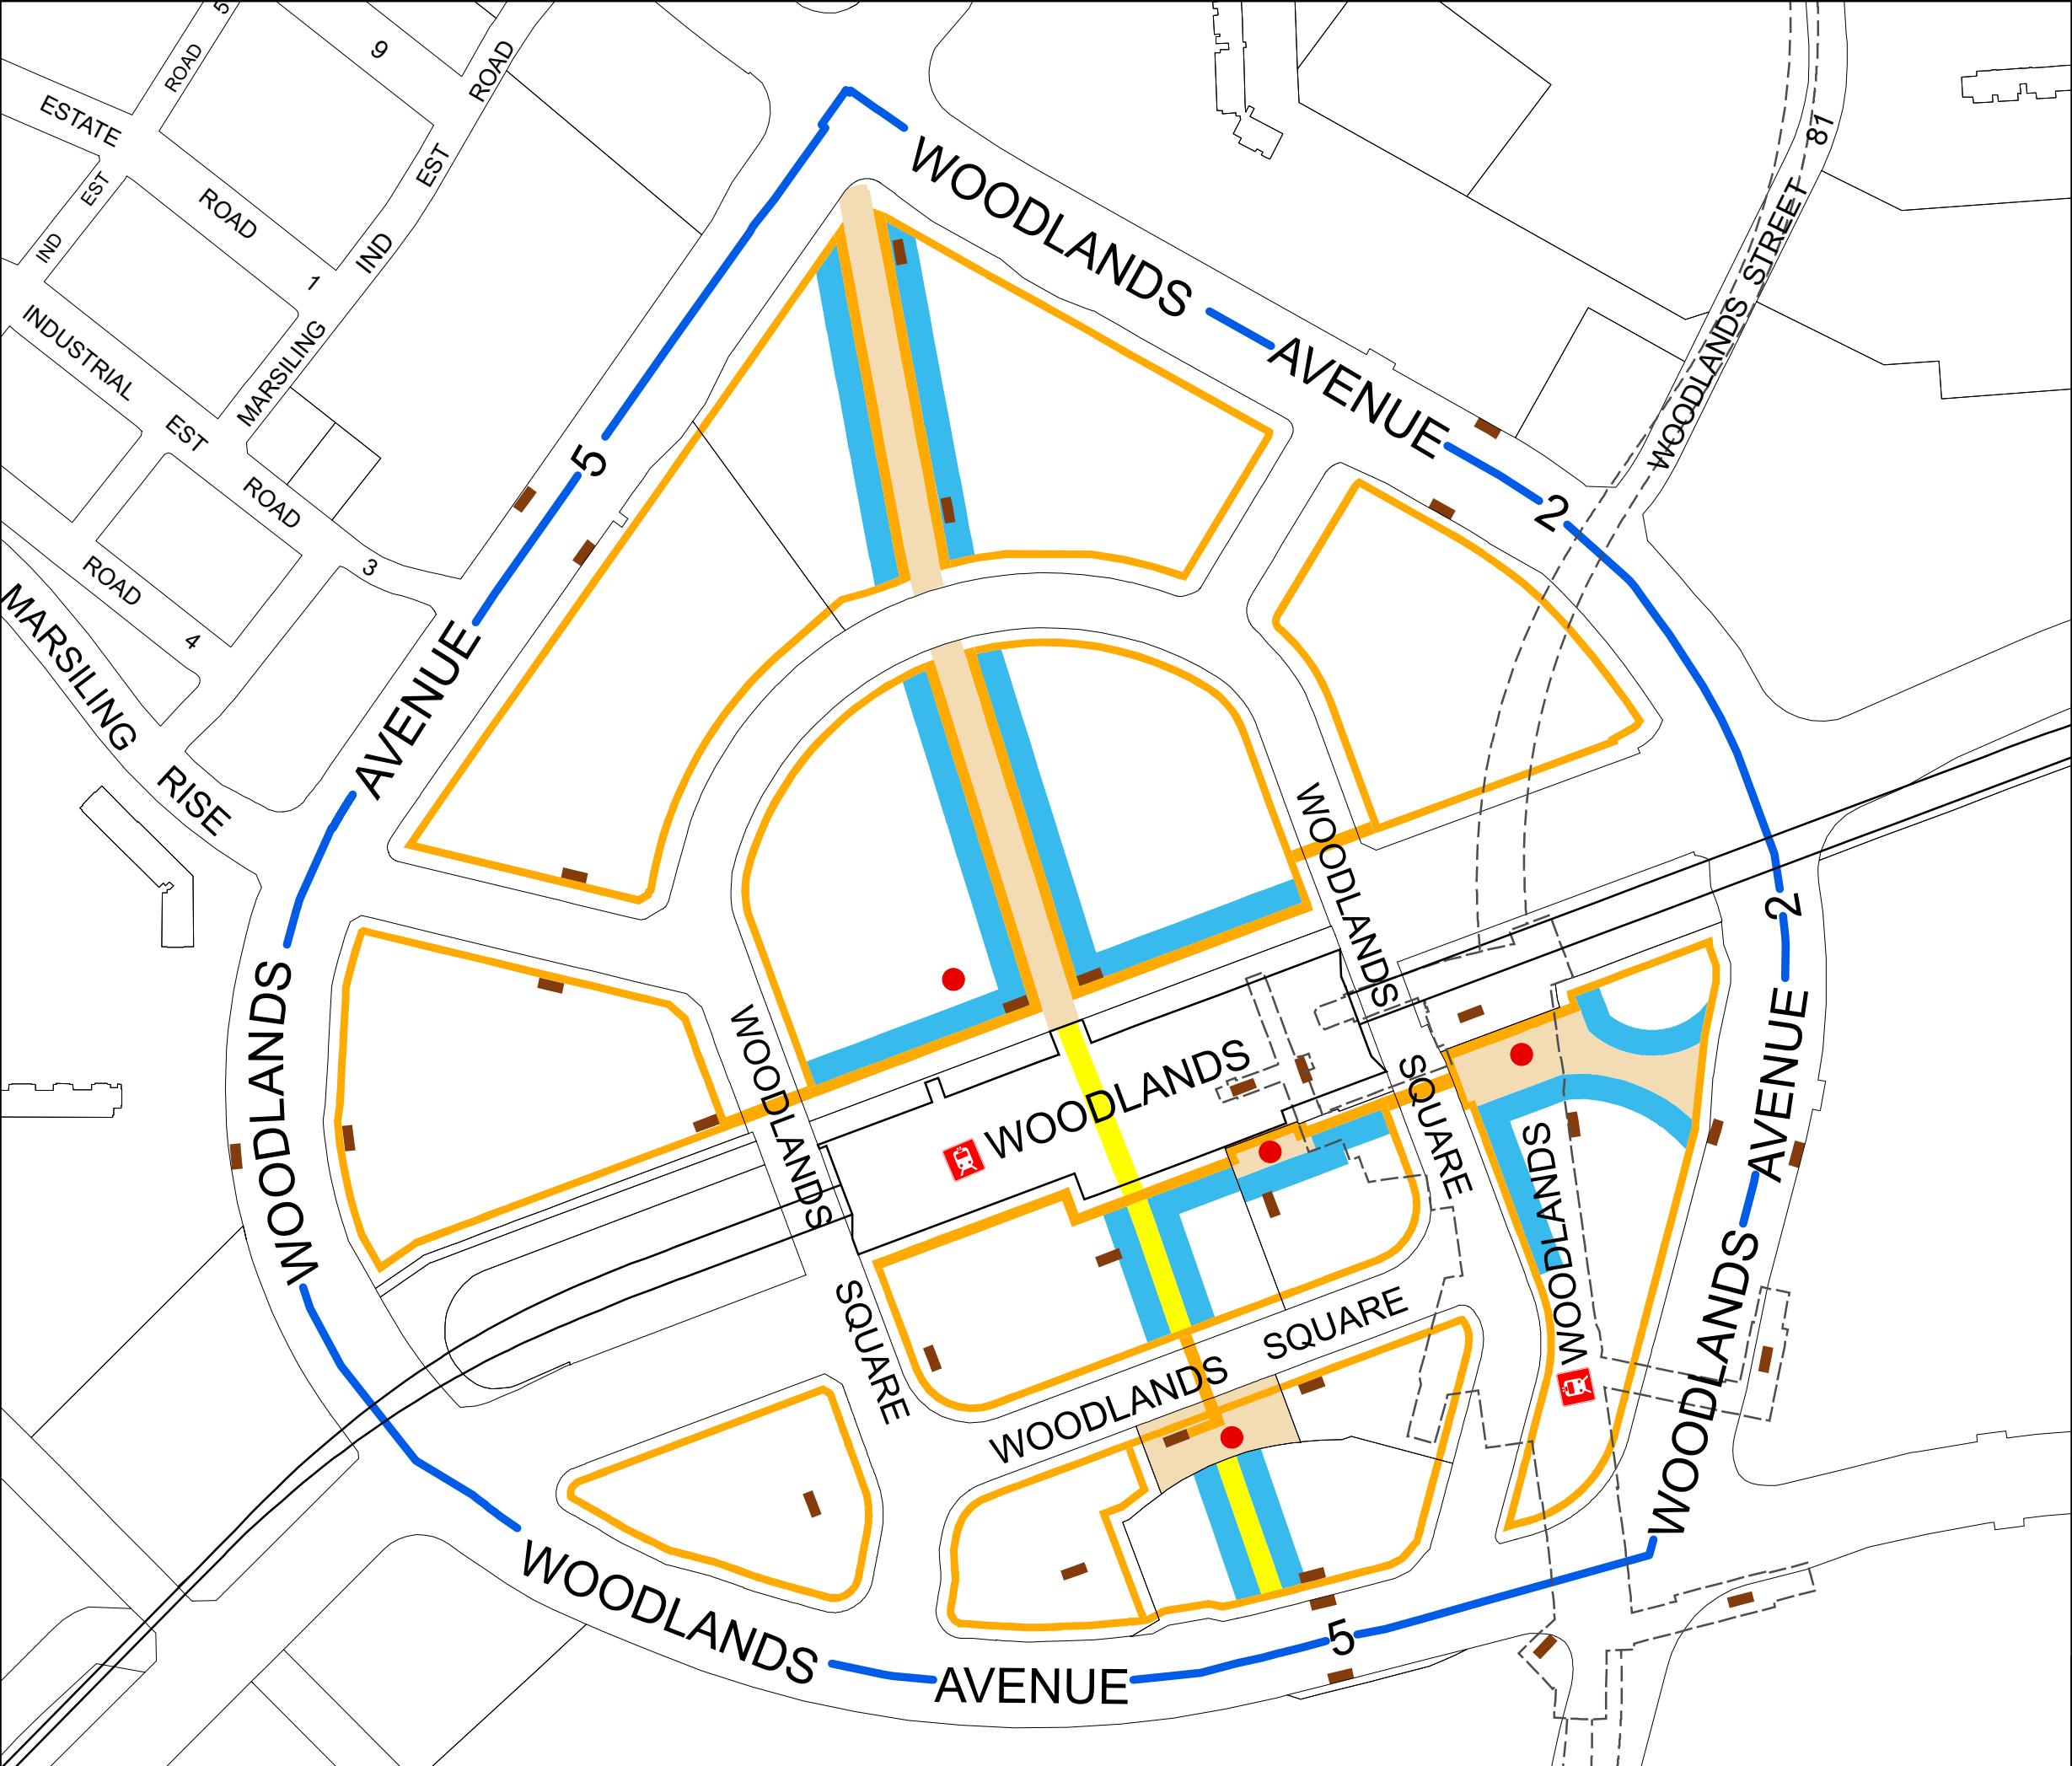 5
ROAD
9
ROAD
ESTATE
EST
EST
ROAD
IND
IND
1
MARSILING
INDUSTRIAL
EST
ROAD
3
ROAD
4
MARSILING
RISE
WOODLANDS
AVENUE
2
WOODLANDS STREET
81
5
AVENUE
WOODLANDS
2
AVENUE
WOODLANDS
WOODLANDS
SQUARE
WOODLANDS
SQUARE
WOODLANDS
WOODLANDS
WOODLANDS
SQUARE
WOODLANDS
AVENUE
5